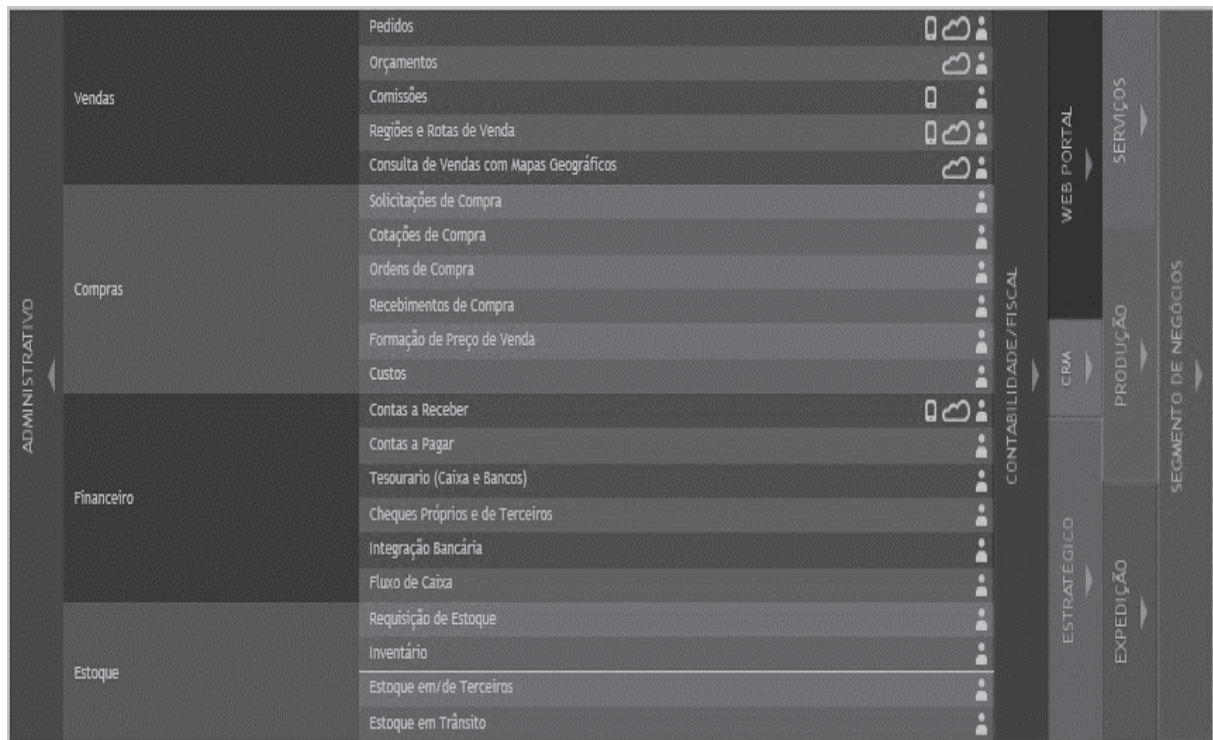 ADMINISTRATIVO
Vendas
Pedidos
Orçamentos
Comissões
Regiões e Rotas de Venda
Consulta de Vendas com Mapas Geográficos
Compras
Solicitações de Compra
Cotações de Compra
Ordens de Compra
Recebimentos de Compra
Formação de Preço de Venda
Custos
Financeiro
Contas a Receber
Contas a Pagar
Tesourario (Caixa e Bancos)
Cheques Próprios e de Terceiros
Integração Bancária
Fluxo de Caixa
Estoque
Requisição de Estoque
Inventário
Estoque em/de Terceiros
Estoque em Trânsito
CONTABILIDADE/FISCAL
WEB PORTAL
CRM
ESTRATÉGICO
SERVIÇOS
PRODUÇÃO
EXPEDIÇÃO
SEGMENTO DE NEGÓCIOS